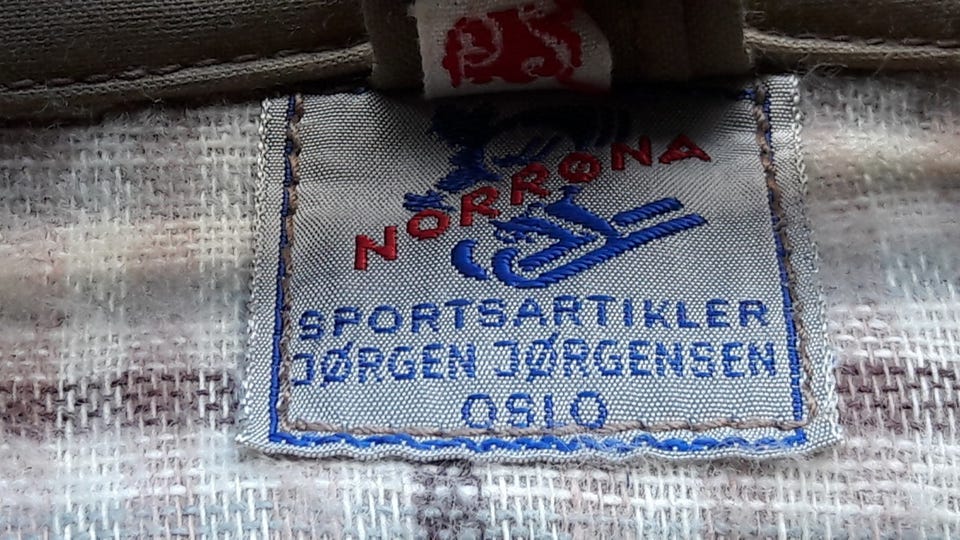 NORRØNA
SPORTSARTIKLER
JØRGEN JØRGENSEN
OSLO